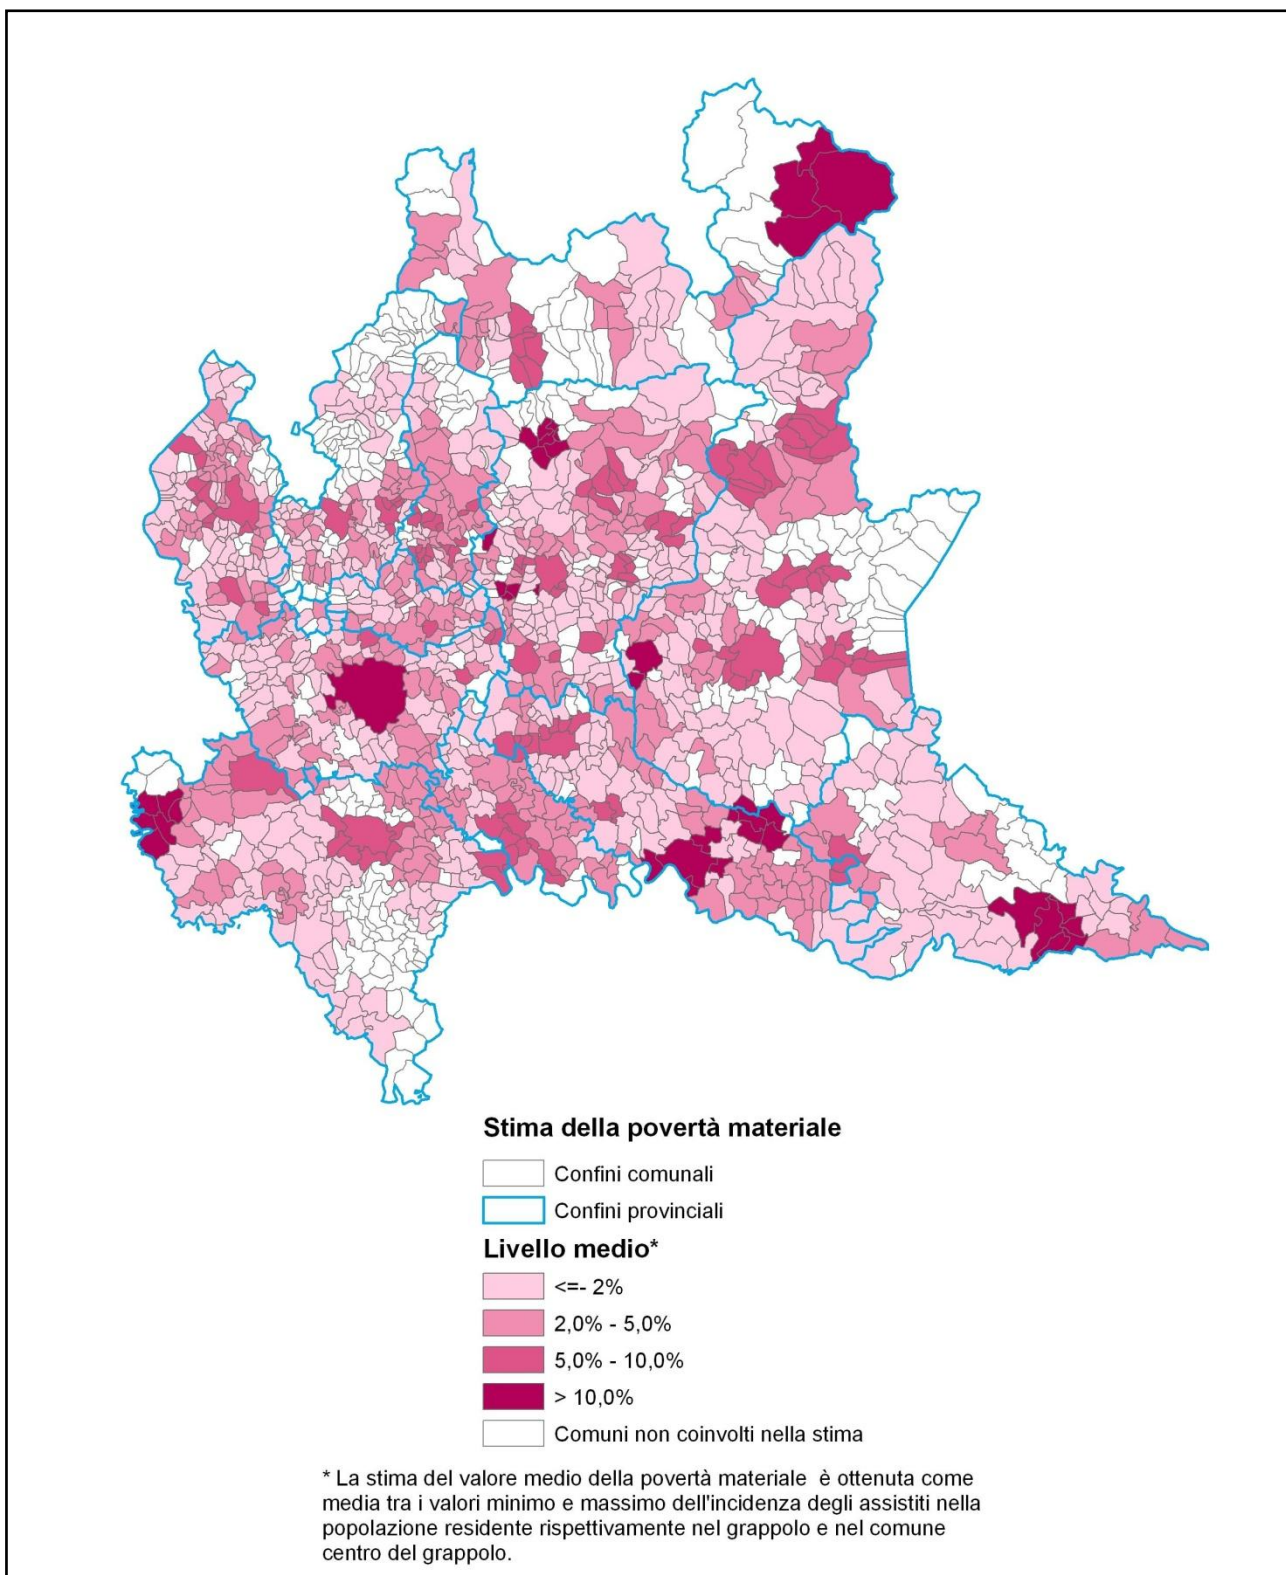 Stima della povertà materiale
Confini comunali
Confini provinciali
Livello medio*
<=- 2%
2,0% - 5,0%
5,0% - 10,0%
> 10,0%
Comuni non coinvolti nella stima
* La stima del valore medio della povertà materiale è ottenuta come
media tra i valori minimo e massimo dell'incidenza degli assistiti nella
popolazione residente rispettivamente nel grappolo e nel comune
centro del grappolo.